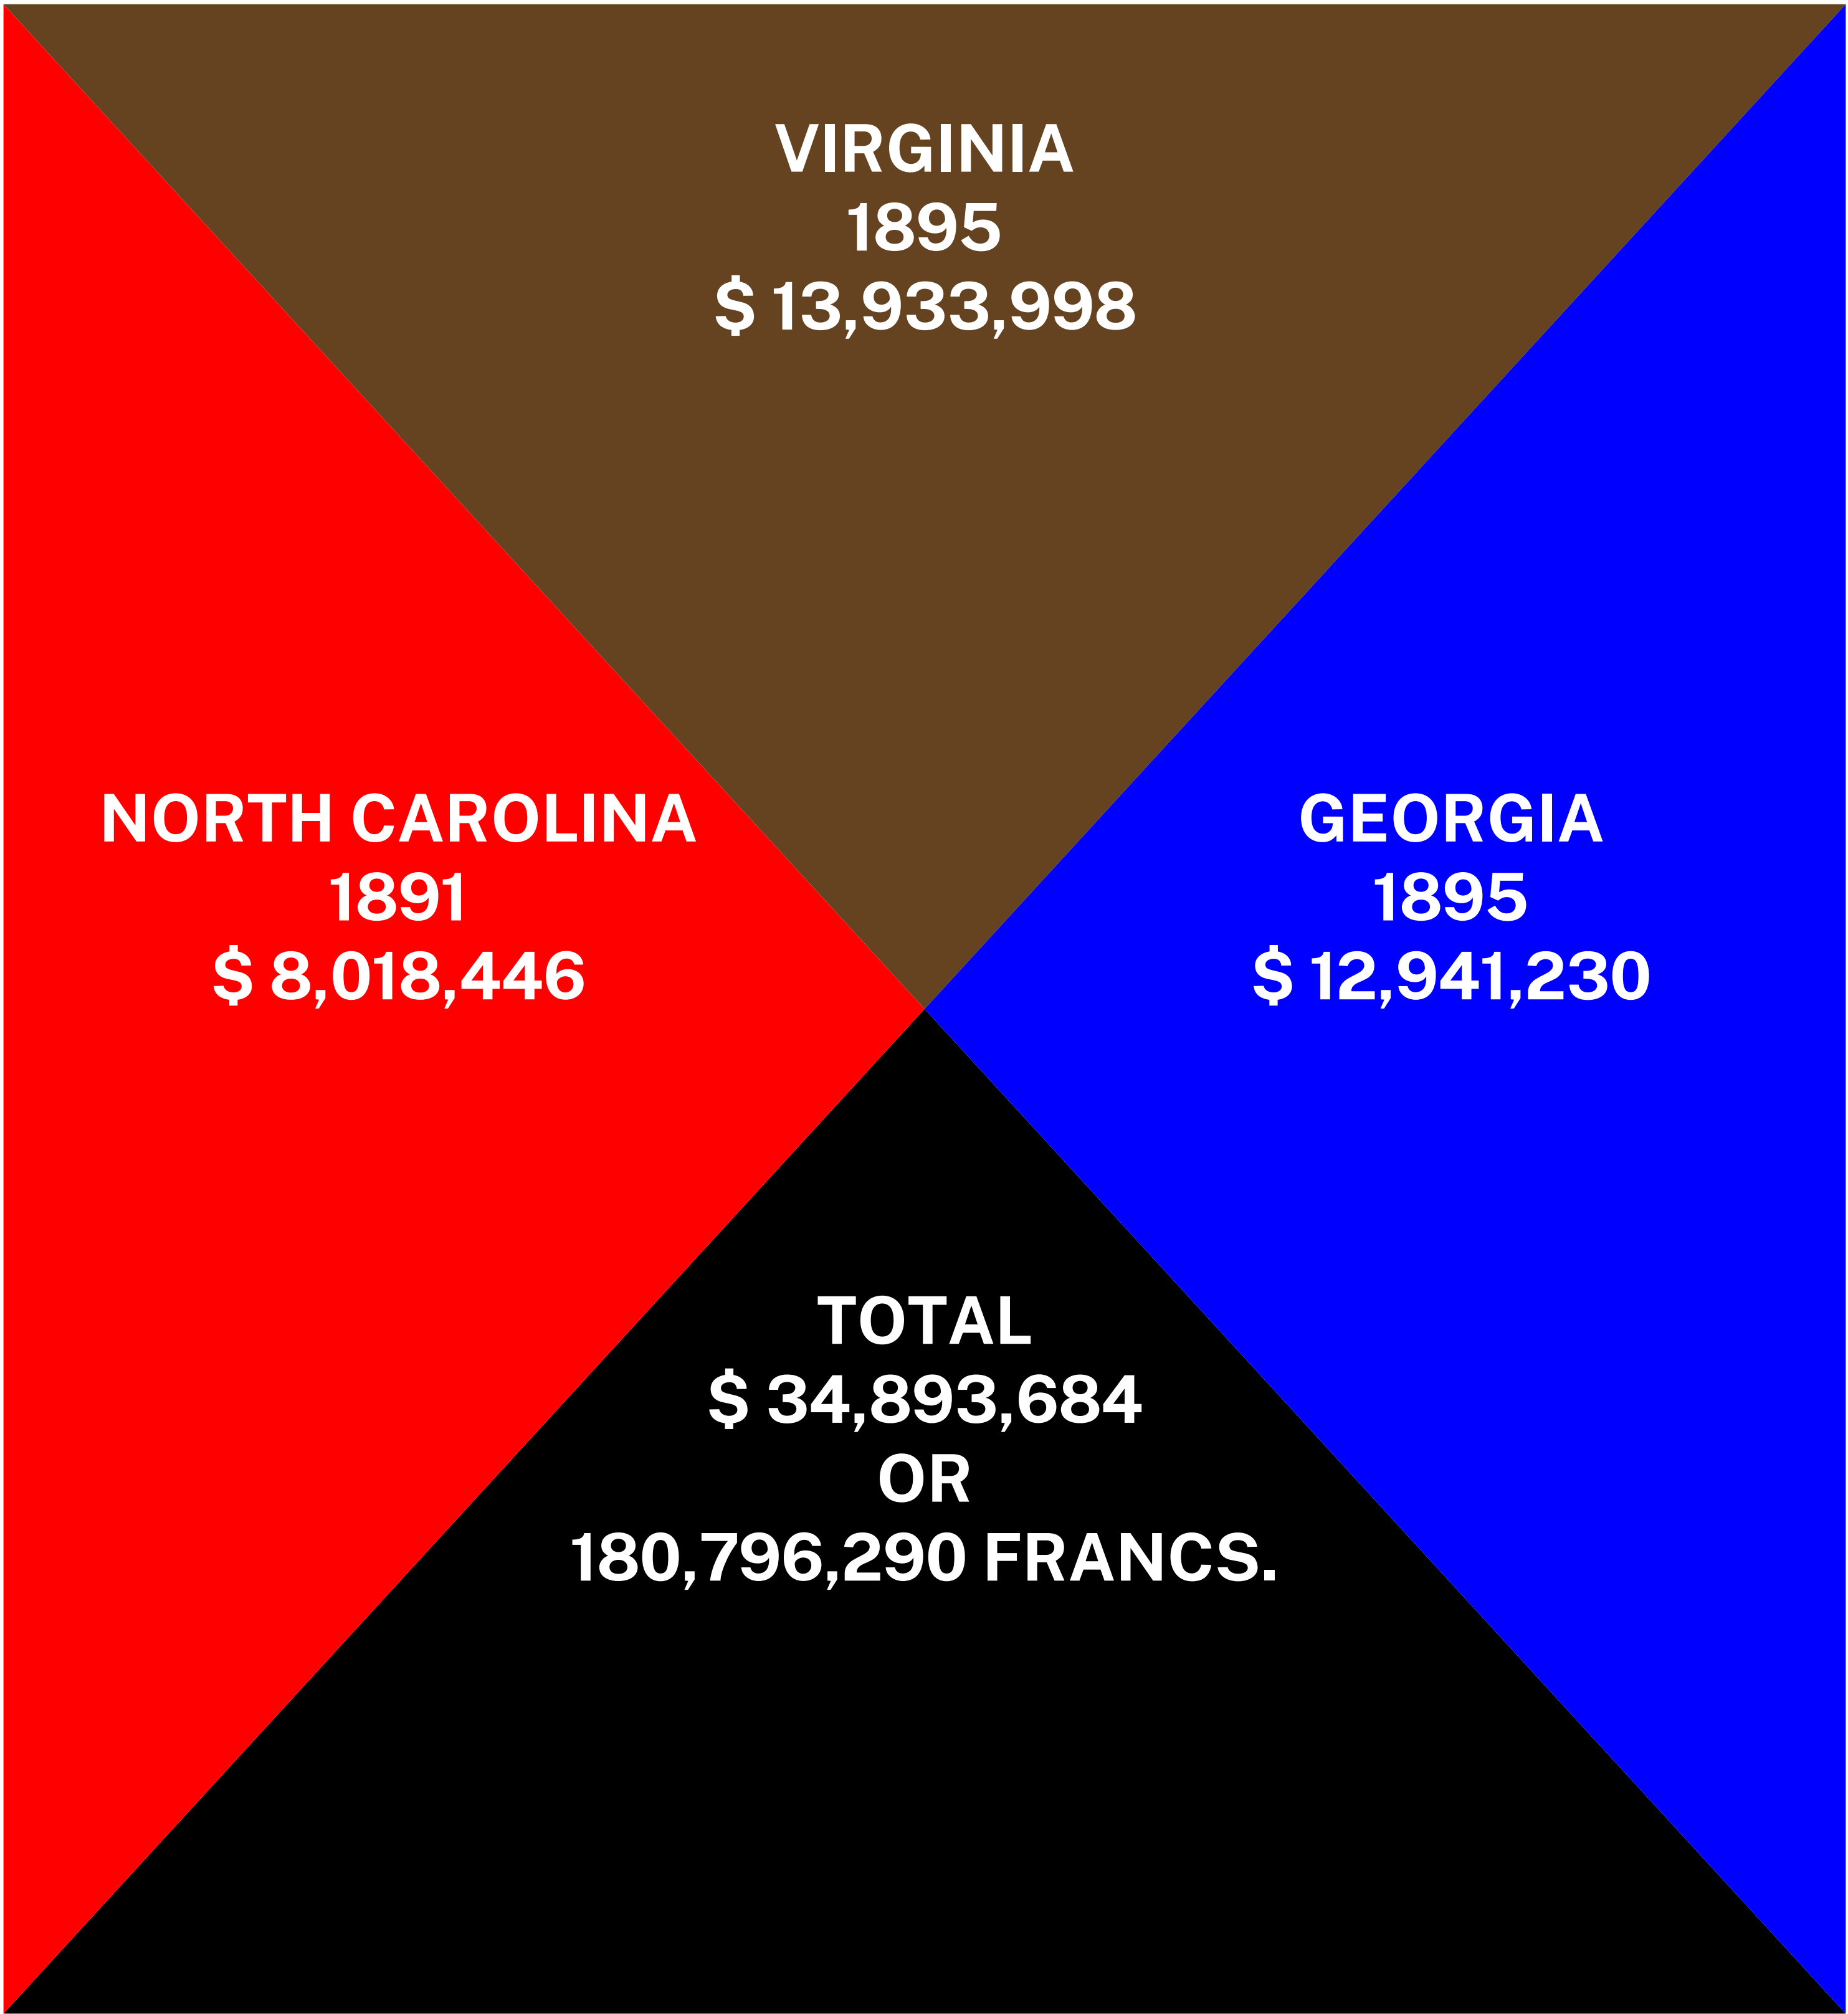 VIRGINIA
1895
$ 13,933,998
NORTH CAROLINA
1891
$ 8,018,446
GEORGIA
1895
$ 12,941,230
TOTAL
$ 34,893,684
OR
180,796,290 FRANCS.